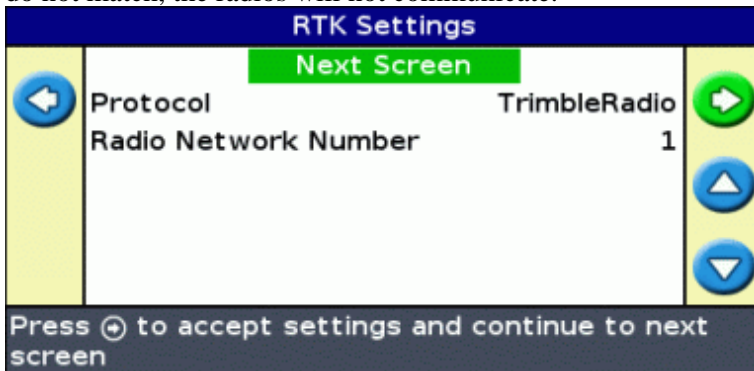 do not match, the radios will not communicate.
RTK Settings
Next Screen
Protocol TrimbleRadio
Radio Network Number 1
Press to accept settings and continue to next
screen